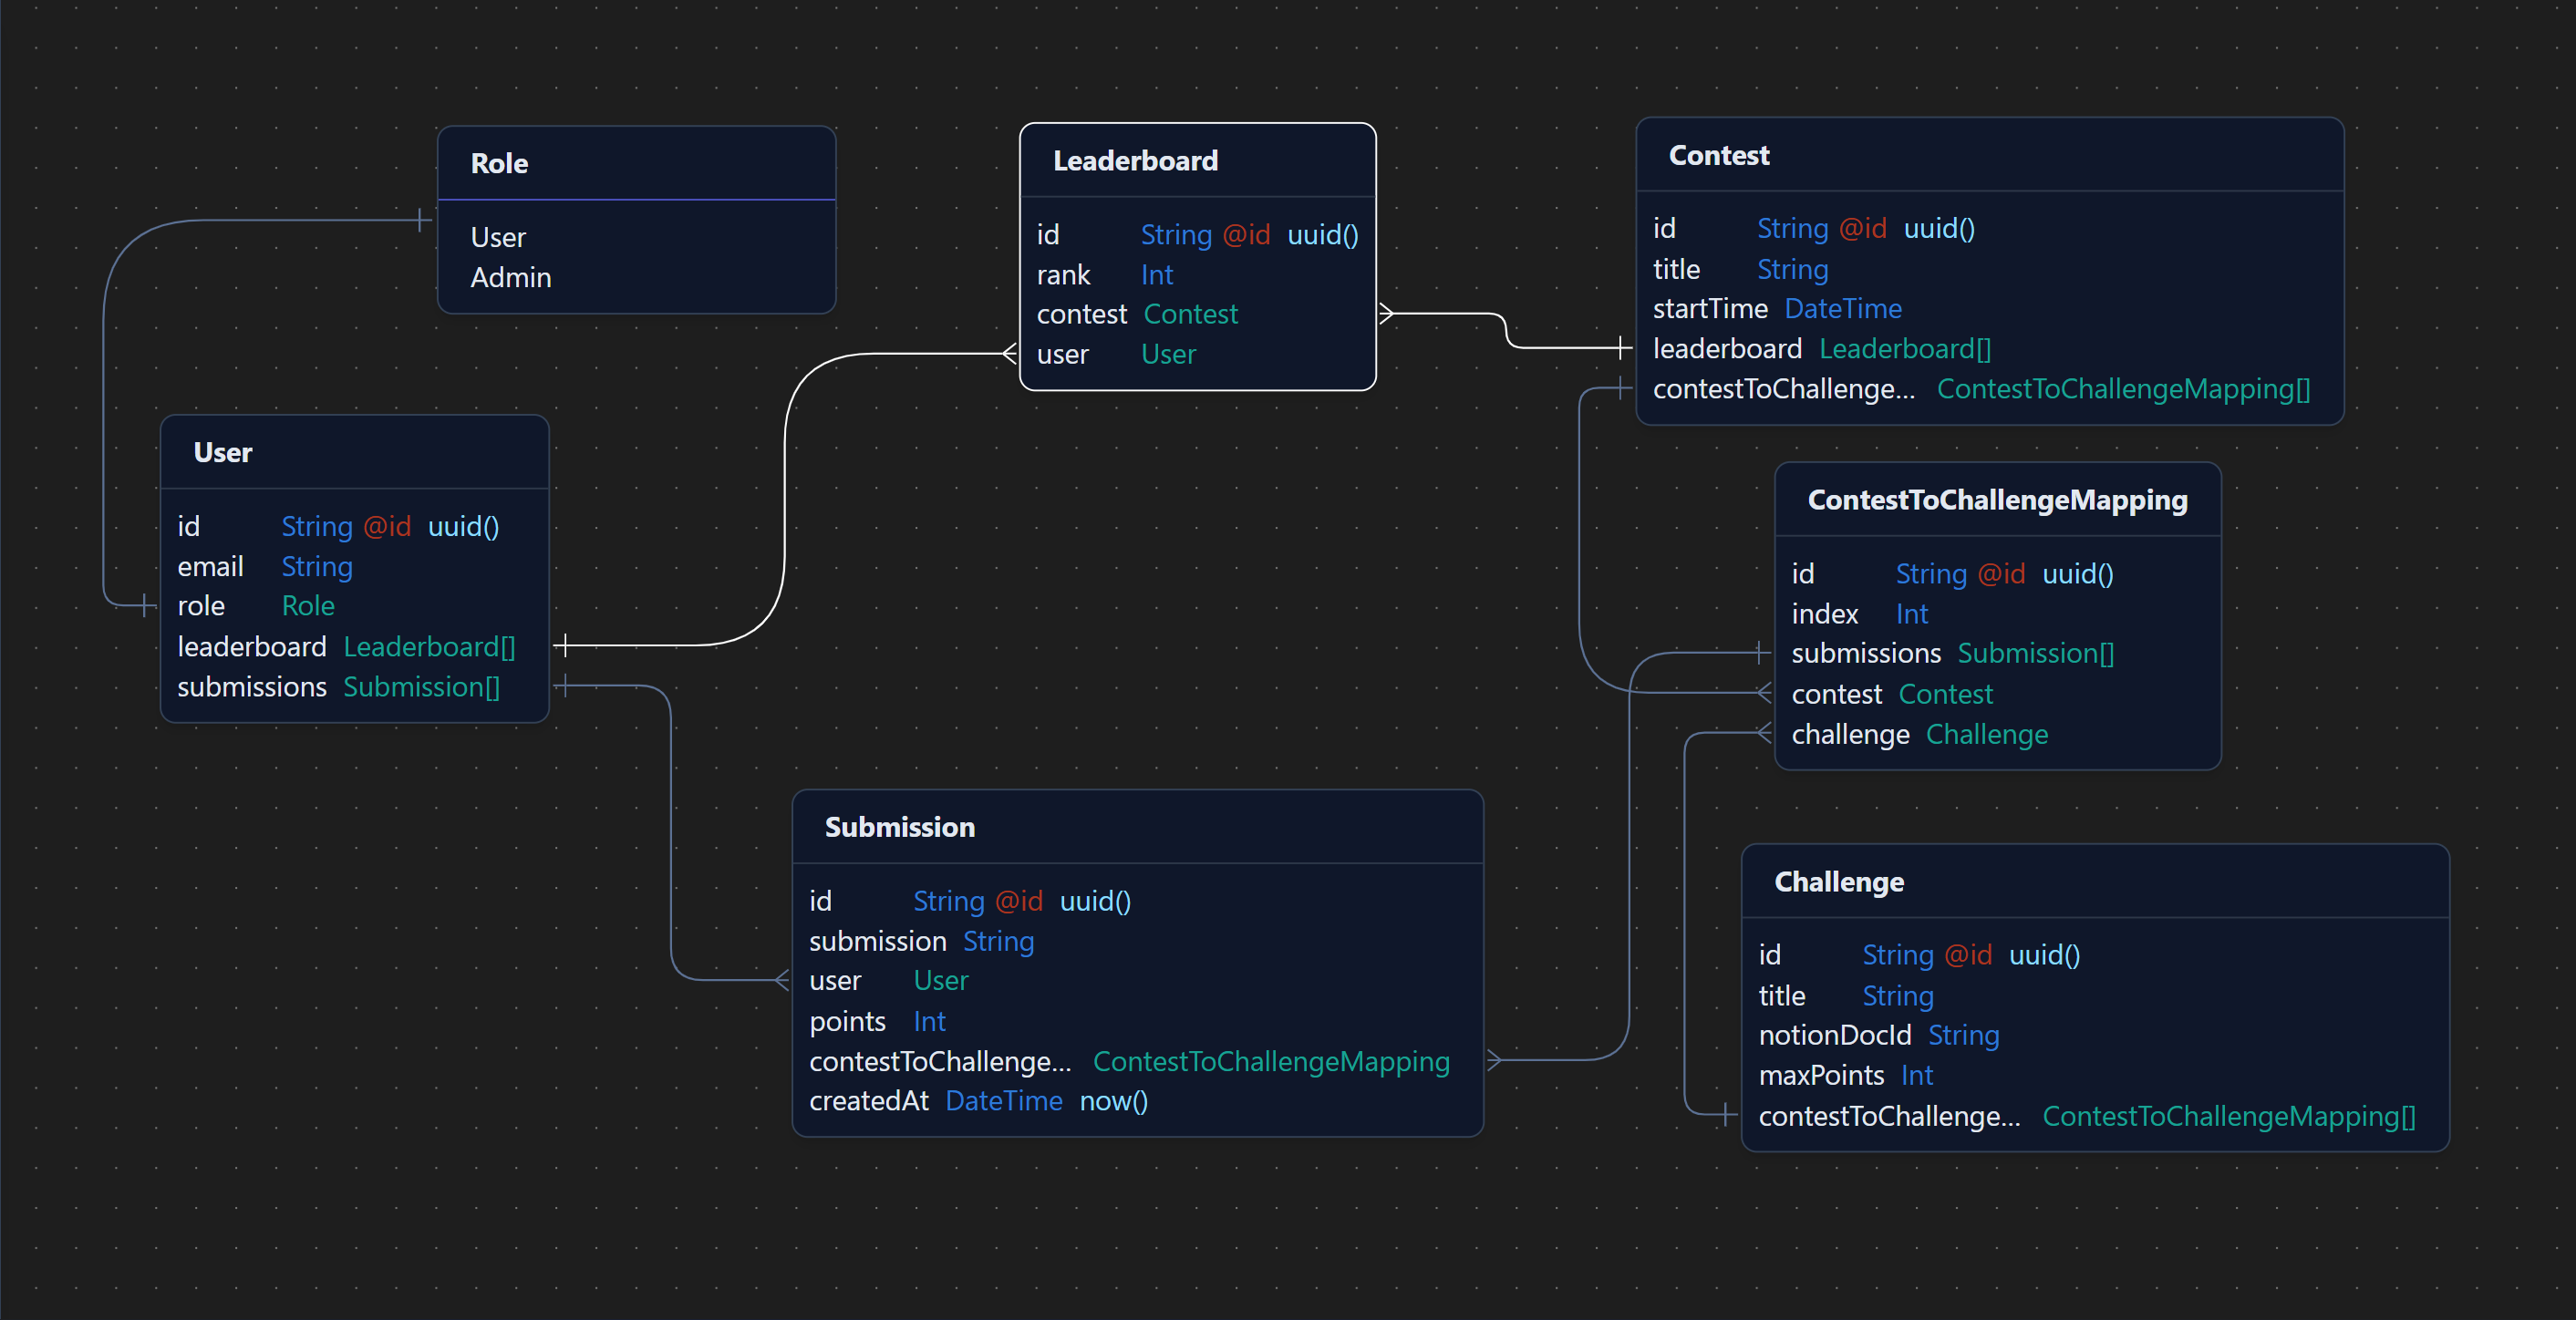 Role
User
Admin
Leaderboard
id String @id uuid()
rank Int
contest Contest
user User
Contest
id String @id uuid()
title String
startTime DateTime
leaderboard Leaderboard[]
contestToChallenge... ContestToChallengeMapping[]
User
id String @id uuid()
email String
role Role
leaderboard Leaderboard[]
submissions Submission[]
ContestToChallengeMapping
id String @id uuid()
index Int
submissions Submission[]
contest Contest
challenge Challenge
Submission
id String @id uuid()
submission String
user User
points Int
contestToChallenge... ContestToChallengeMapping
createdAt DateTime now()
Challenge
id String @id uuid()
title String
notionDocId String
maxPoints Int
contestToChallenge... ContestToChallengeMapping[]